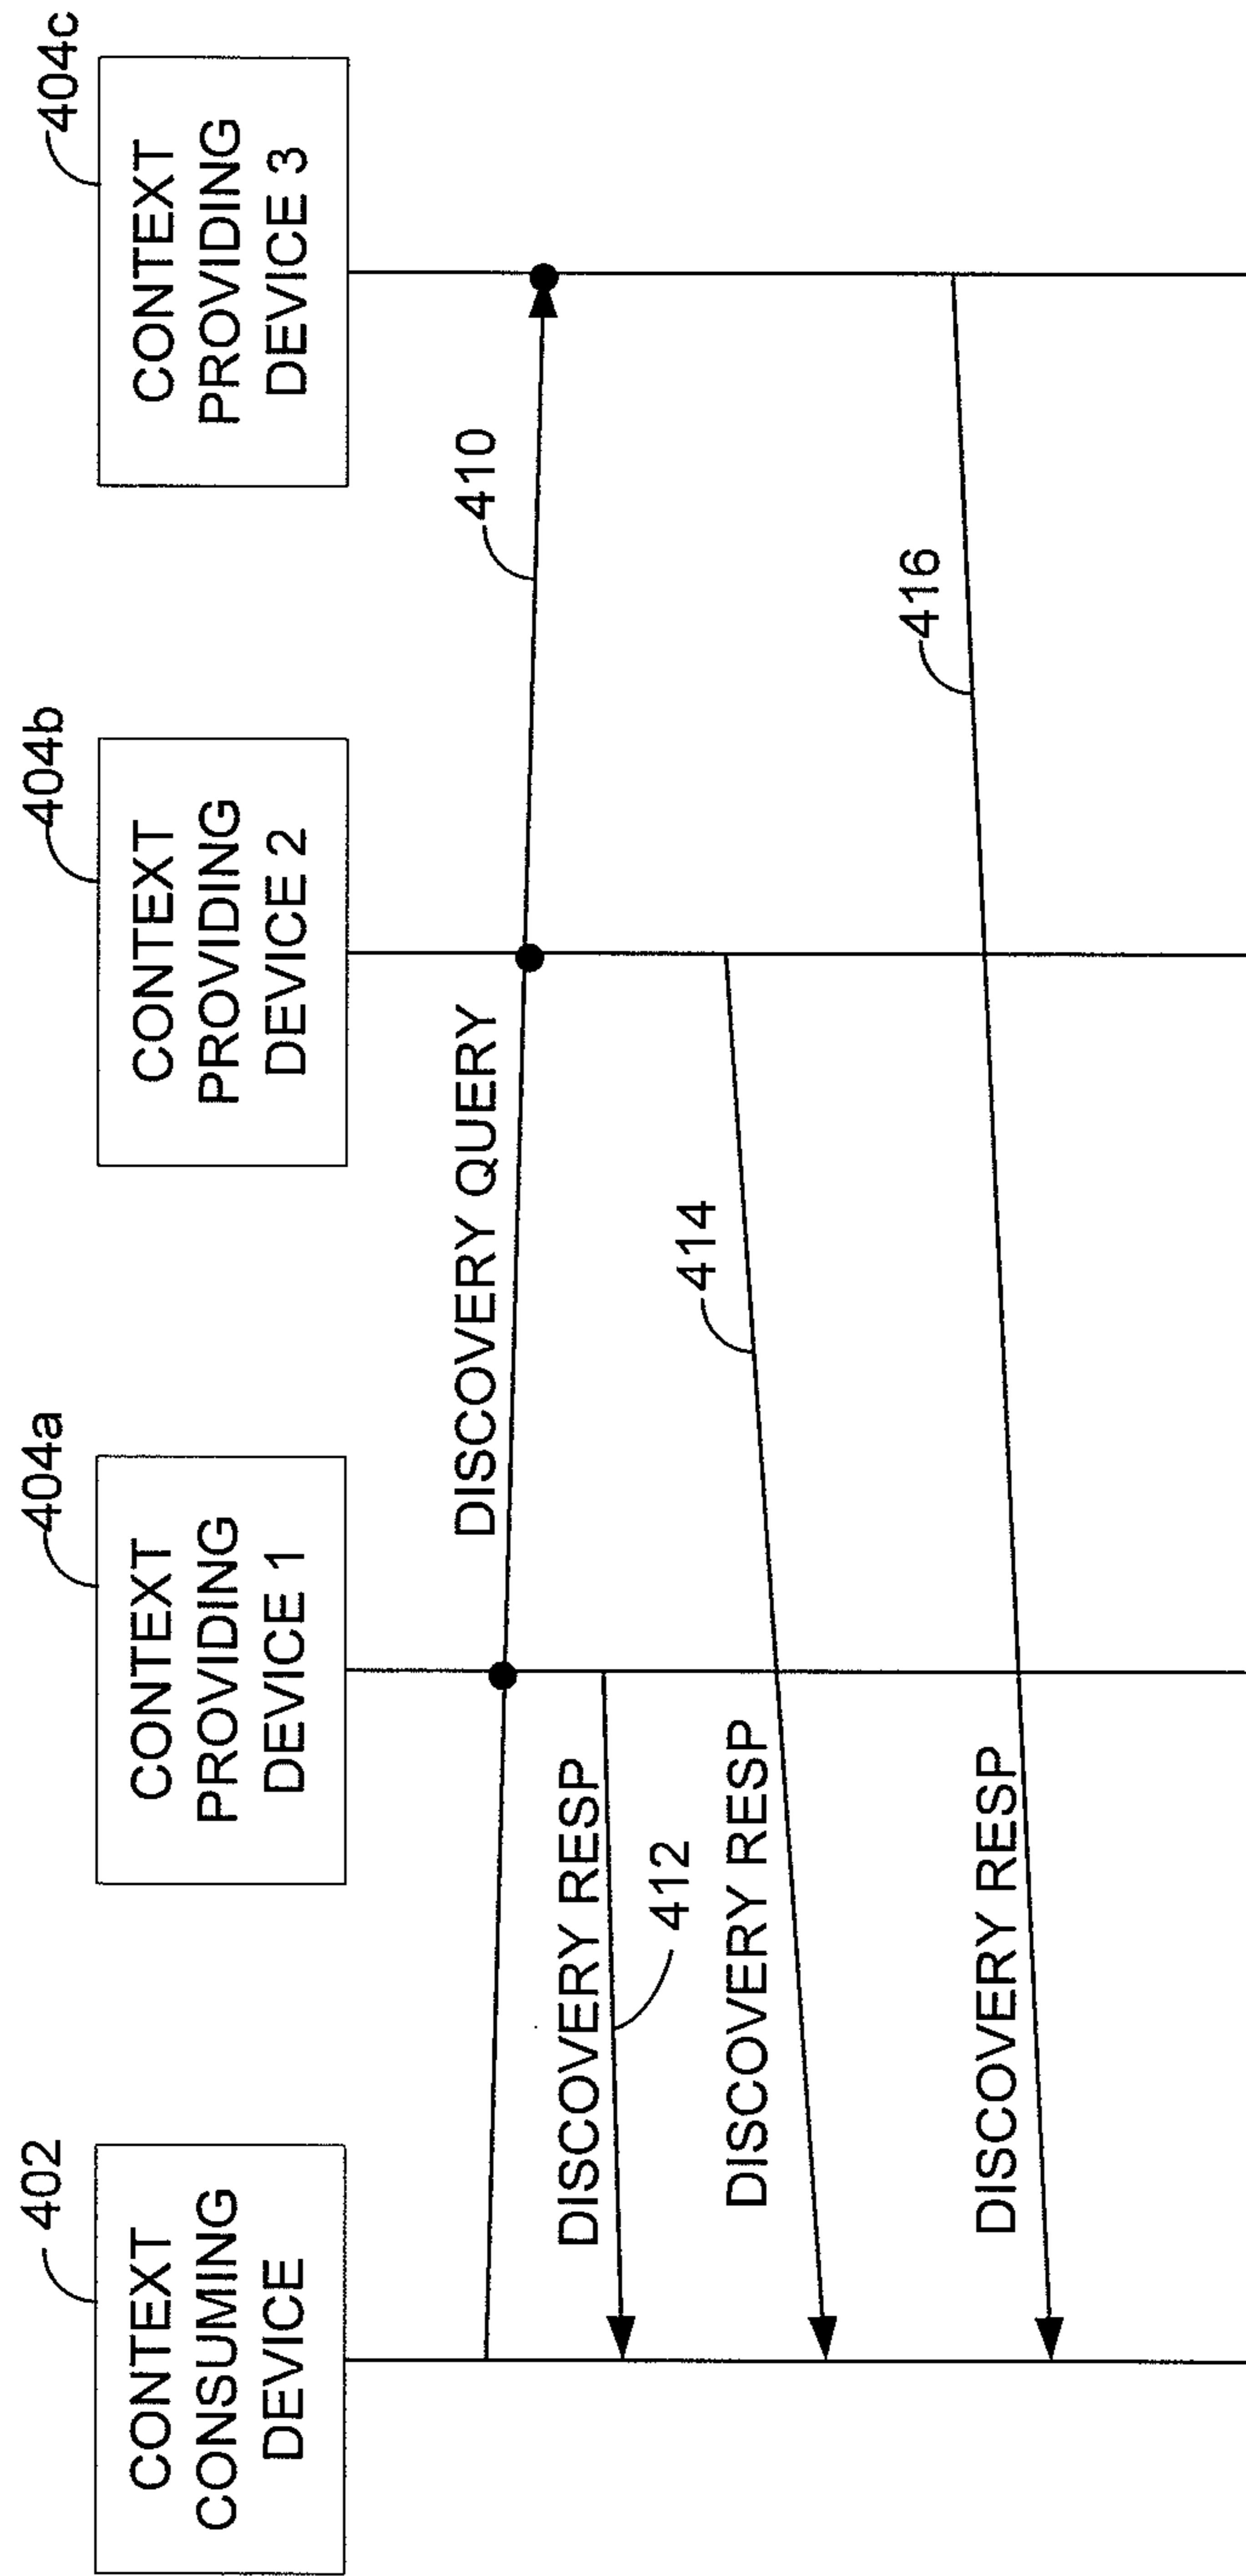 402
CONTEXT
CONSUMING
DEVICE
404a
CONTEXT
PROVIDING
DEVICE 1
404b
CONTEXT
PROVIDING
DEVICE 2
404c
CONTEXT
PROVIDING
DEVICE 3
DISCOVERY QUERY
410
DISCOVERY RESP
412
DISCOVERY RESP
414
DISCOVERY RESP
416